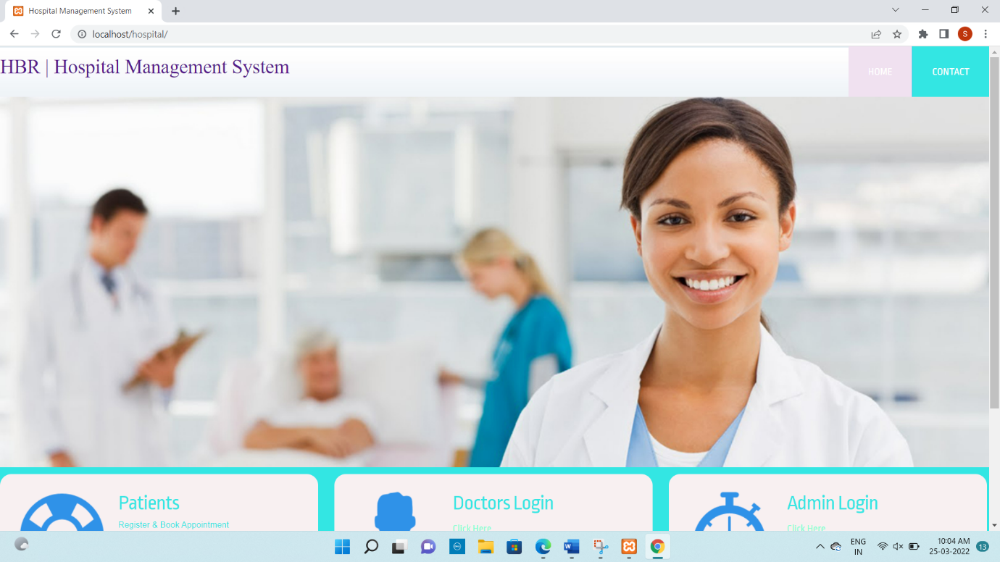 Hospital Management System
localhost/hospital/
S
HBR | Hospital Management System
HOME
CONTACT
Patients
Register & Book Appointment
Doctors Login
Click Here
Admin Login
Click Here
ENG
IN
10:04 AM
25-03-2022
13